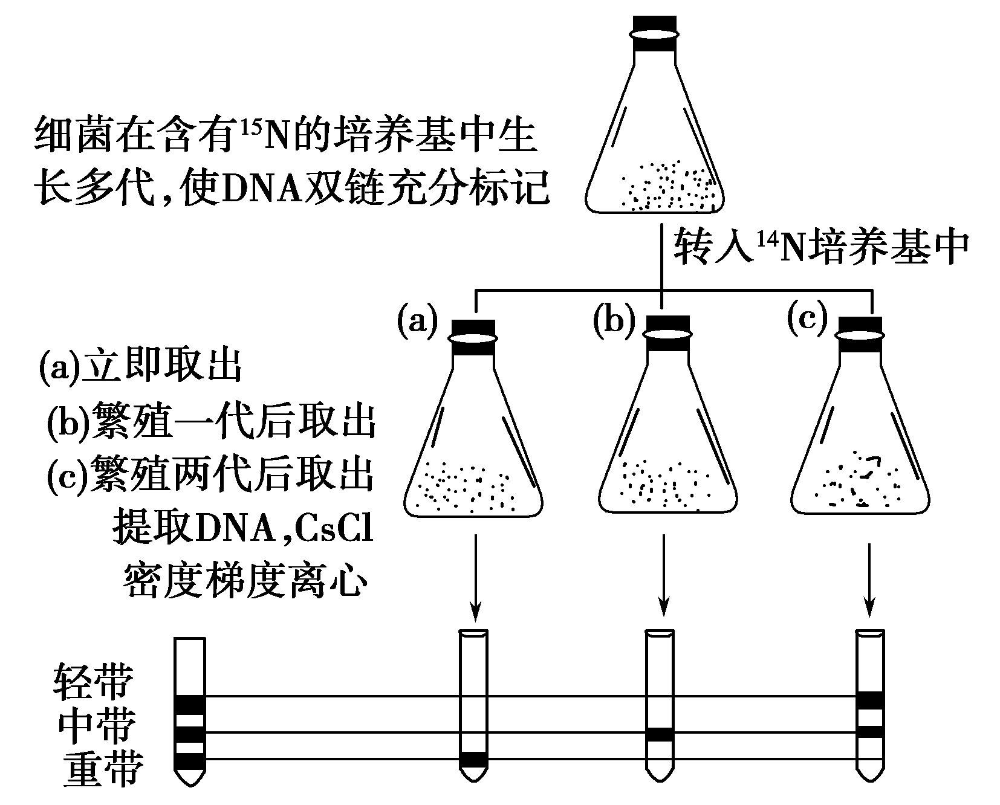 细菌在含有¹⁵N的培养基中生
长多代,使DNA双链充分标记
转入¹⁴N培养基中
(a)
(b)
(c)
(a)立即取出
(b)繁殖一代后取出
(c)繁殖两代后取出
提取DNA,CsCl
密度梯度离心
轻带
中带
重带